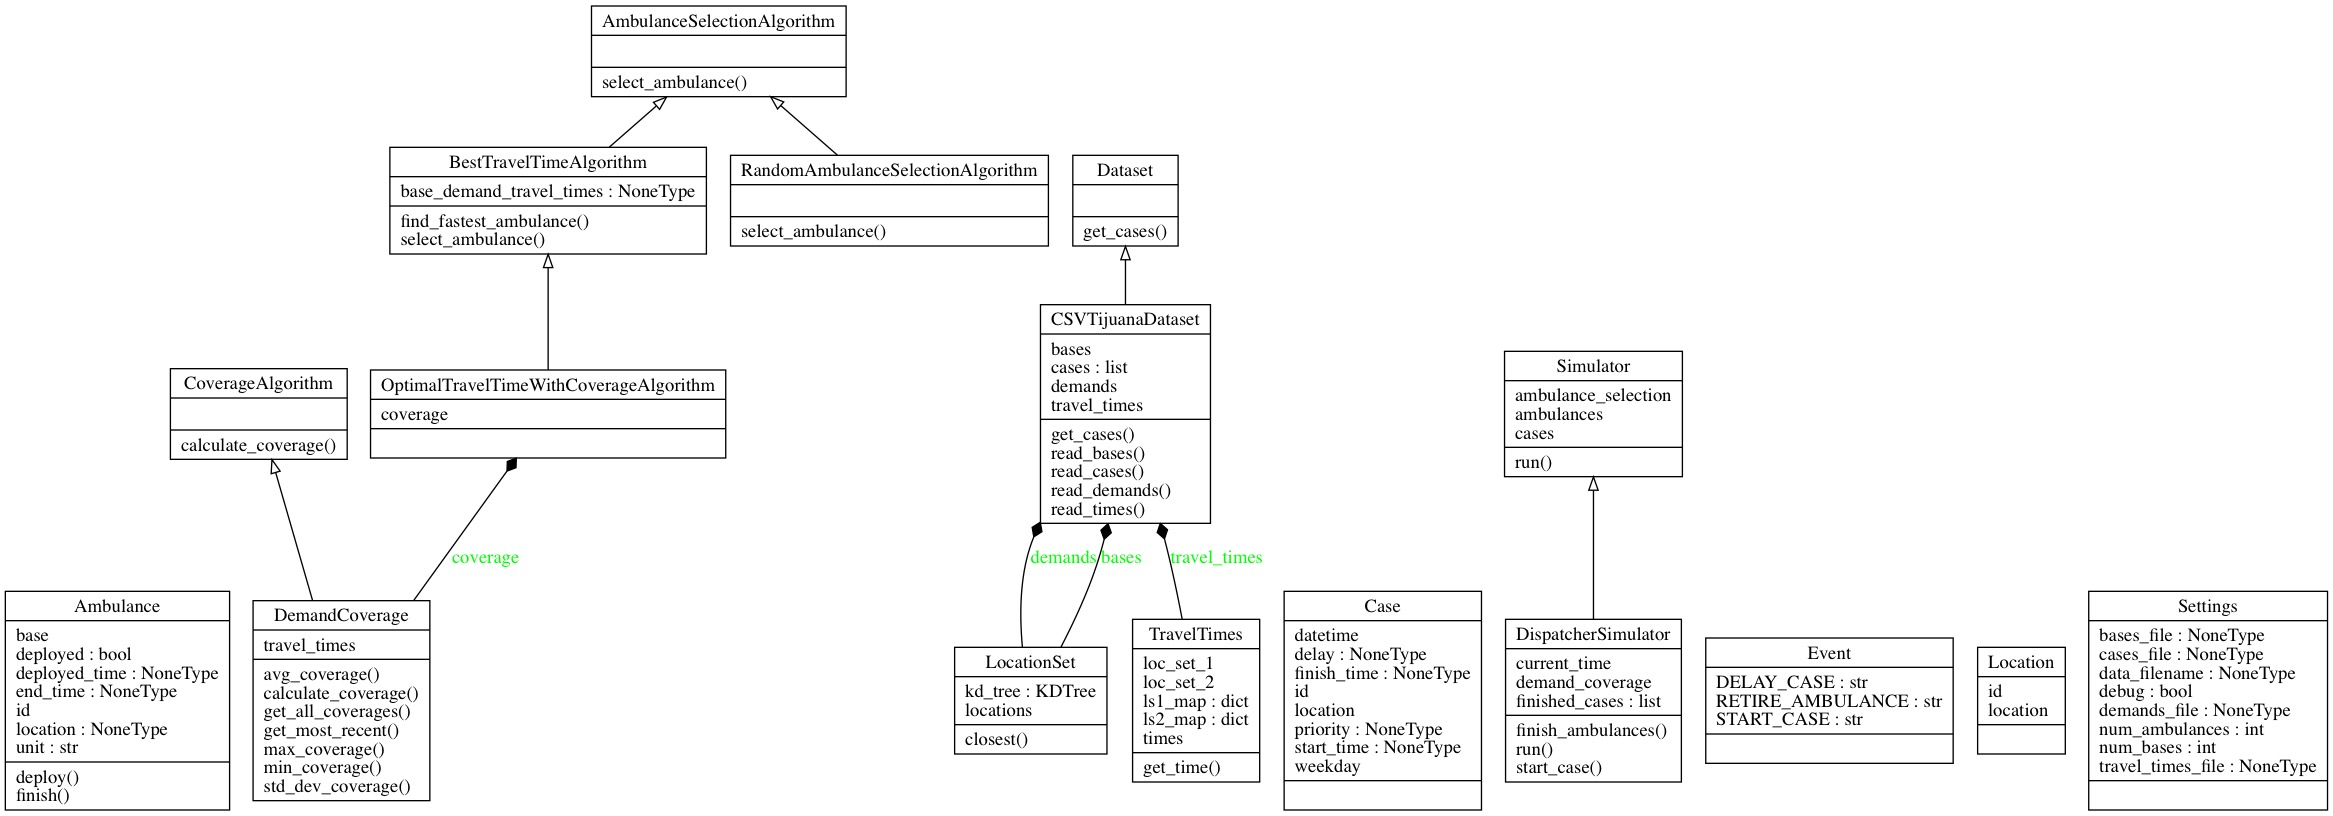 AmbulanceSelectionAlgorithm
select_ambulance()
BestTravelTimeAlgorithm
base_demand_travel_times : NoneType
find_fastest_ambulance()
select_ambulance()
RandomAmbulanceSelectionAlgorithm
select_ambulance()
Dataset
get_cases()
CSVTijuanaDataset
bases
cases : list
demands
travel_times
get_cases()
read_bases()
read_cases()
read_demands()
read_times()
Simulator
ambulance_selection
ambulances
cases
run()
CoverageAlgorithm
calculate_coverage()
OptimalTravelTimeWithCoverageAlgorithm
coverage
coverage
demands
bases
travel_times
Ambulance
base
deployed : bool
deployed_time : NoneType
end_time : NoneType
id
location : NoneType
unit : str
deploy()
finish()
DemandCoverage
travel_times
avg_coverage()
calculate_coverage()
get_all_coverages()
get_most_recent()
max_coverage()
min_coverage()
std_dev_coverage()
LocationSet
kd_tree : KDTree
locations
closest()
TravelTimes
loc_set_1
loc_set_2
ls1_map : dict
ls2_map : dict
times
get_time()
Case
datetime
delay : NoneType
finish_time : NoneType
id
location
priority : NoneType
start_time : NoneType
weekday
DispatcherSimulator
current_time
demand_coverage
finished_cases : list
finish_ambulances()
run()
start_case()
Event
DELAY_CASE : str
RETIRE_AMBULANCE : str
START_CASE : str
Location
id
location
Settings
bases_file : NoneType
cases_file : NoneType
data_filename : NoneType
debug : bool
demands_file : NoneType
num_ambulances : int
num_bases : int
travel_times_file : NoneType